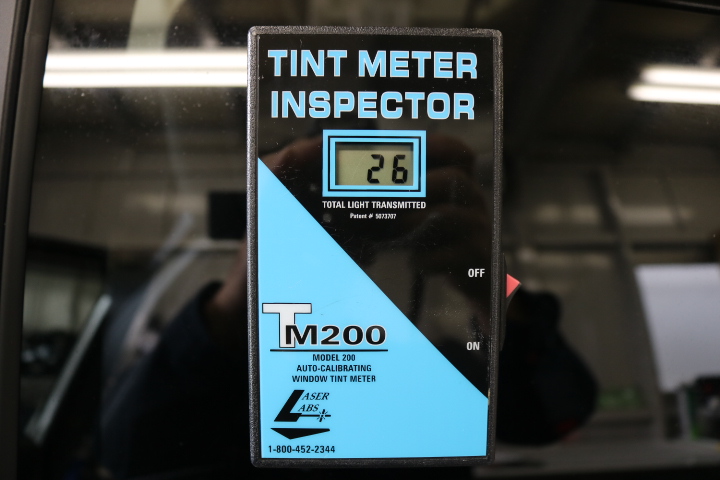 TINT METER
INSPECTOR
26
TOTAL LIGHT TRANSMITTED
Patent # 5073707
OFF
ON
TM200
MODEL 200
AUTO-CALIBRATING
WINDOW TINT METER
LASER
LABS
1-800-452-2344